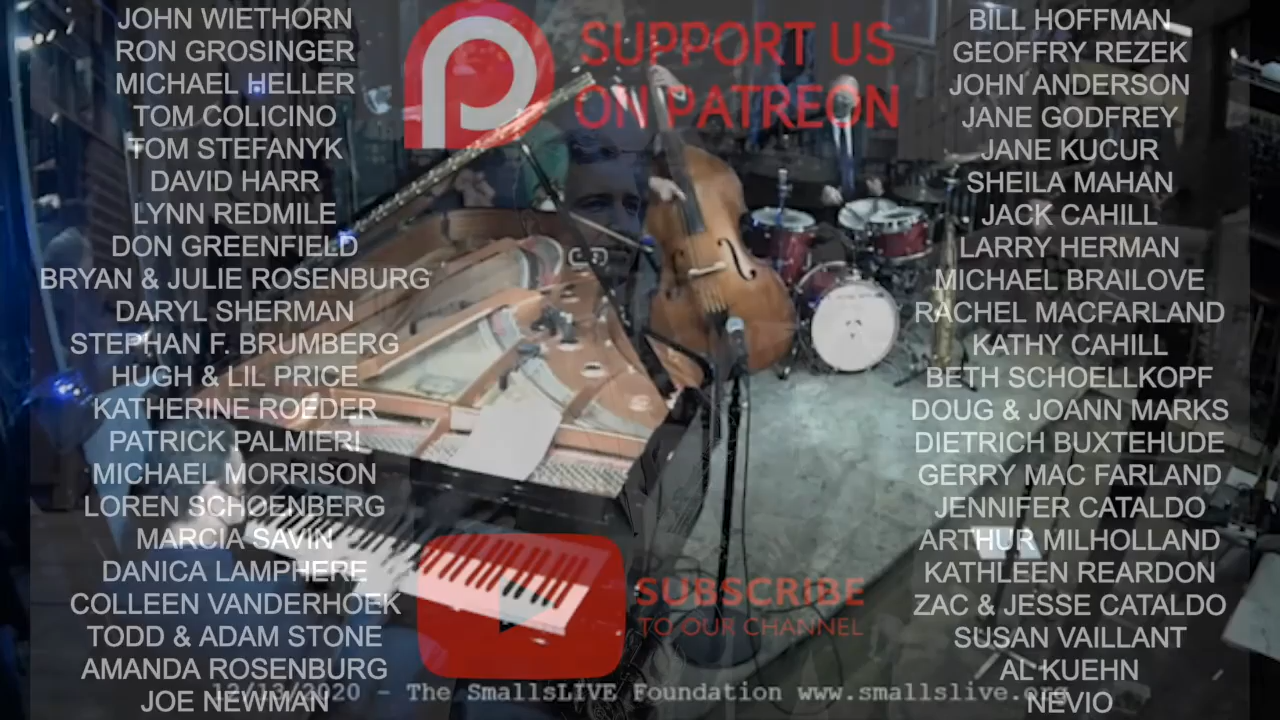 JOHN WIETHORN
RON GROSINGER
MICHAEL HELLER
TOM COLICINO
TOM STEFANYK
DAVID HARR
LYNN REDMILE
DON GREENFIELD
BRYAN & JULIE ROSENBURG
DARYL SHERMAN
STEPHAN F. BRUMBERG
HUGH & LIL PRICE
KATHERINE ROEDER
PATRICK PALMIERI
MICHAEL MORRISON
LOREN SCHOENBERG
MARCIA SAVIN
DANICA LAMPHERE
COLLEEN VANDERHOEK
TODD & ADAM STONE
AMANDA ROSENBURG
JOE NEWMAN
SUPPORT US
ON PATREON
SUBSCRIBE
TO OUR CHANNEL
BILL HOFFMAN
GEOFFRY REZEK
JOHN ANDERSON
JANE GODFREY
JANE KUCUR
SHEILA MAHAN
JACK CAHILL
LARRY HERMAN
MICHAEL BRAILOVE
RACHEL MACFARLAND
KATHY CAHILL
BETH SCHOELLKOPF
DOUG & JOANN MARKS
DIETRICH BUXTEHUDE
GERRY MAC FARLAND
JENNIFER CATALDO
ARTHUR MILHOLLAND
KATHLEEN REARDON
ZAC & JESSE CATALDO
SUSAN VAILLANT
AL KUEHN
NEVIO
12/13/2020 - The SmallsLIVE Foundation www.smallslive.org